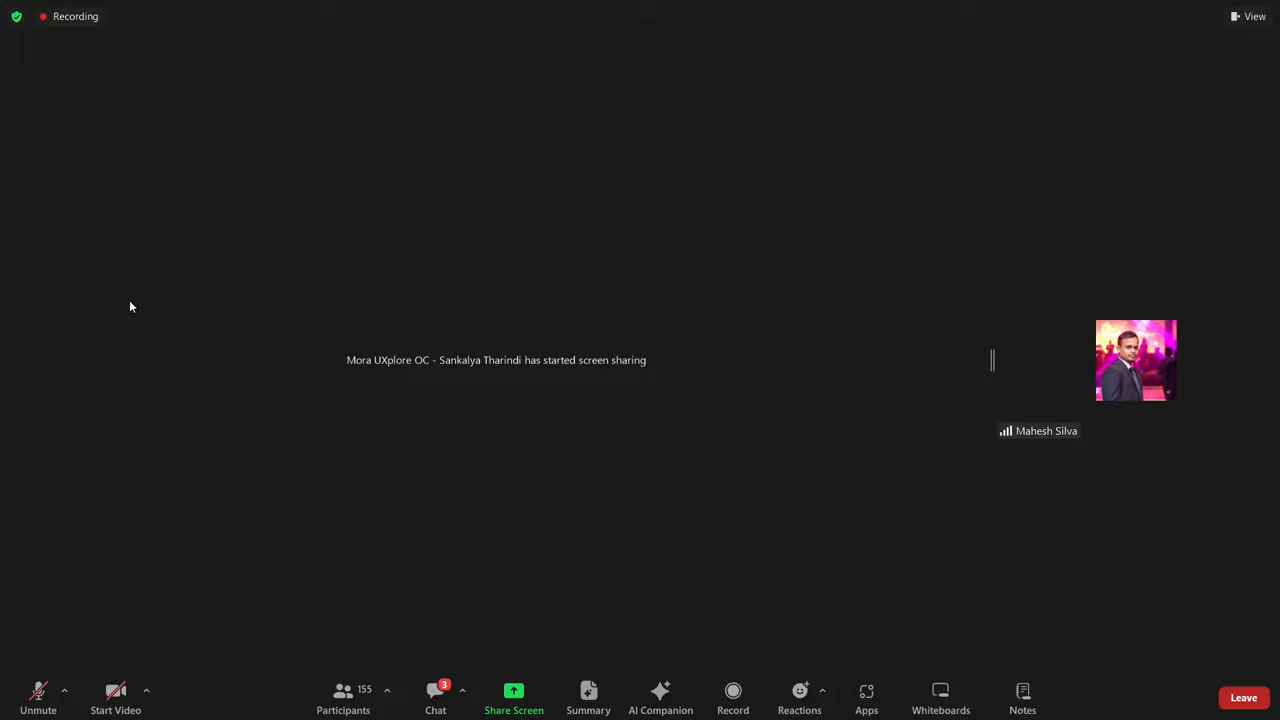 Recording
View
Mora UXplore OC - Sankalya Tharindi has started screen sharing
Mahesh Silva
Unmute
Start Video
155
Participants
3
Chat
Share Screen
Summary
AI Companion
Record
Reactions
Apps
Whiteboards
Notes
Leave